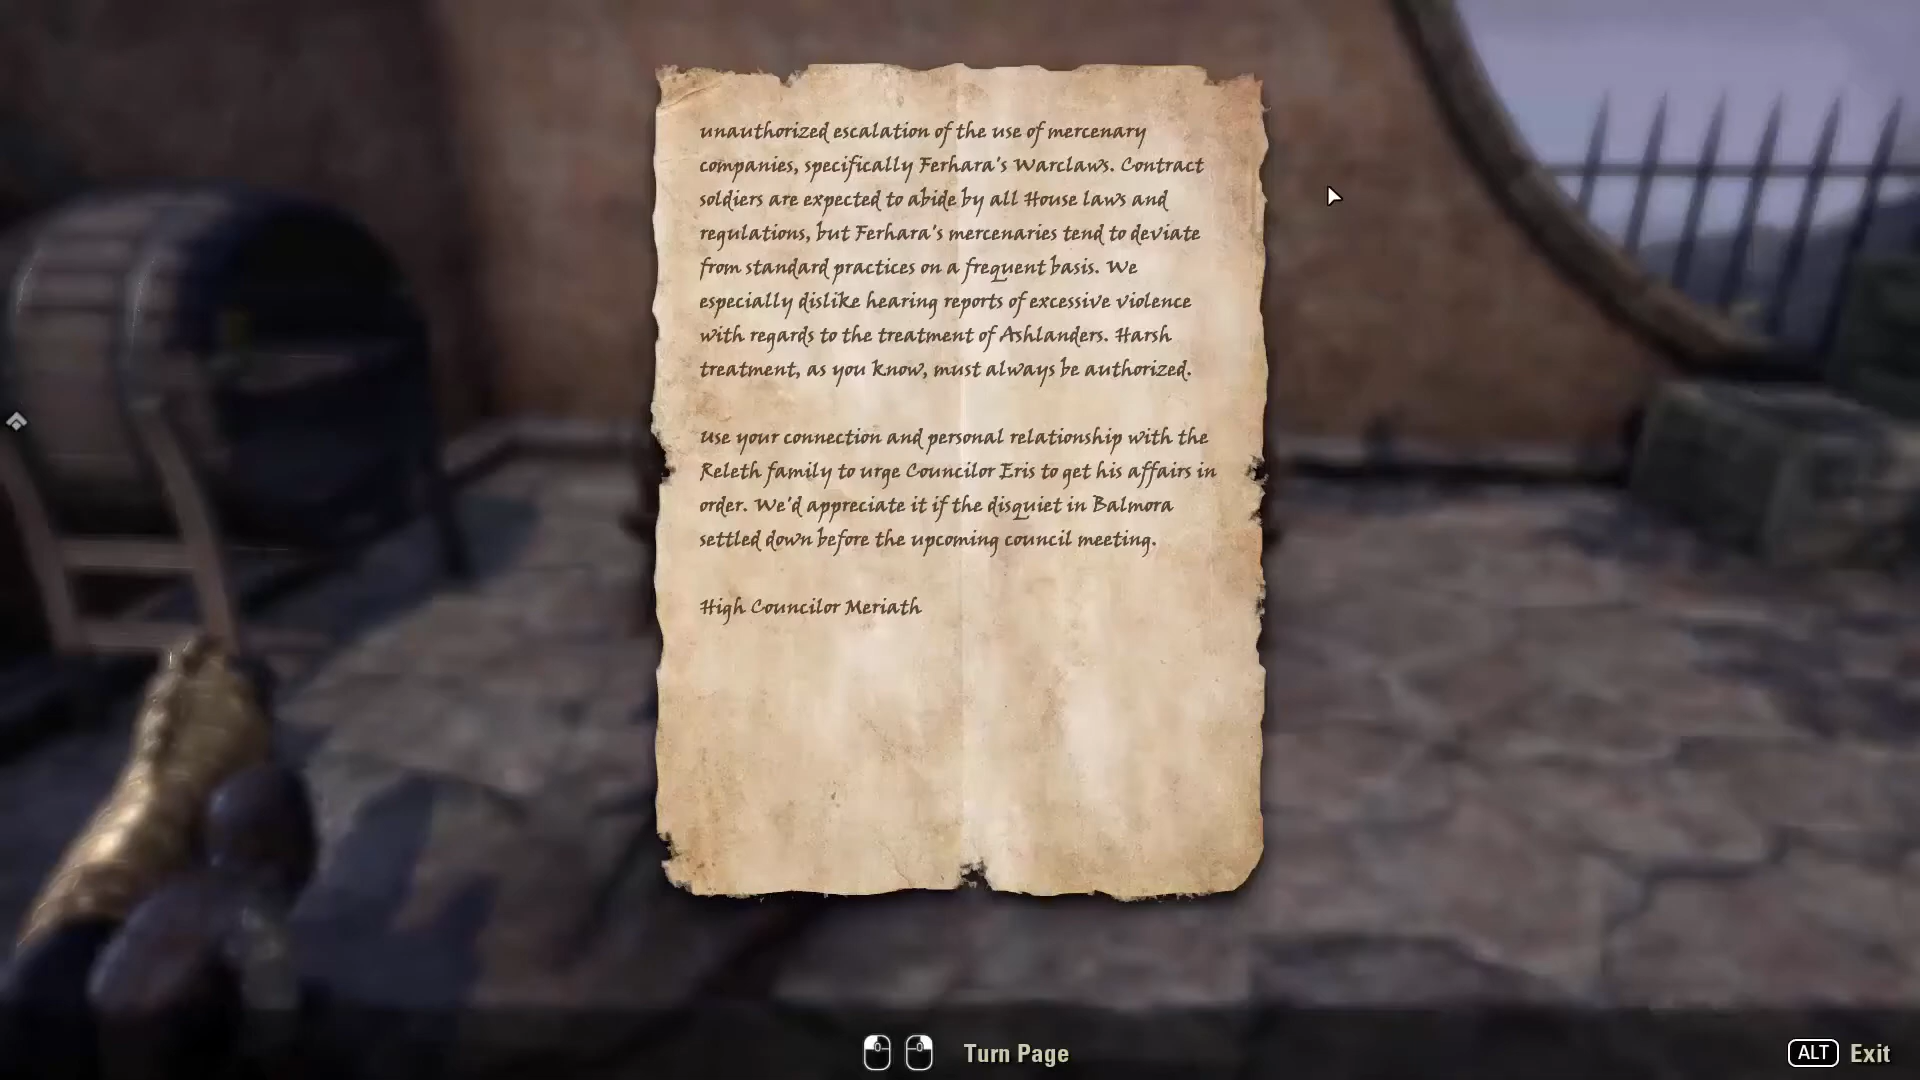 unauthorized escalation of the use of mercenary
companies, specifically Ferhara's Warclaws. Contract
soldiers are expected to abide by all House laws and
regulations, but Ferhara's mercenaries tend to deviate
from standard practices on a frequent basis. We
especially dislike hearing reports of excessive violence
with regards to the treatment of Ashlanders. Harsh
treatment, as you know, must always be authorized.
Use your connection and personal relationship with the
Releth family to urge Councilor Eris to get his affairs in
order. We'd appreciate it if the disquiet in Balmora
settled down before the upcoming council meeting.
High Councilor Meriath
Turn Page
ALT Exit